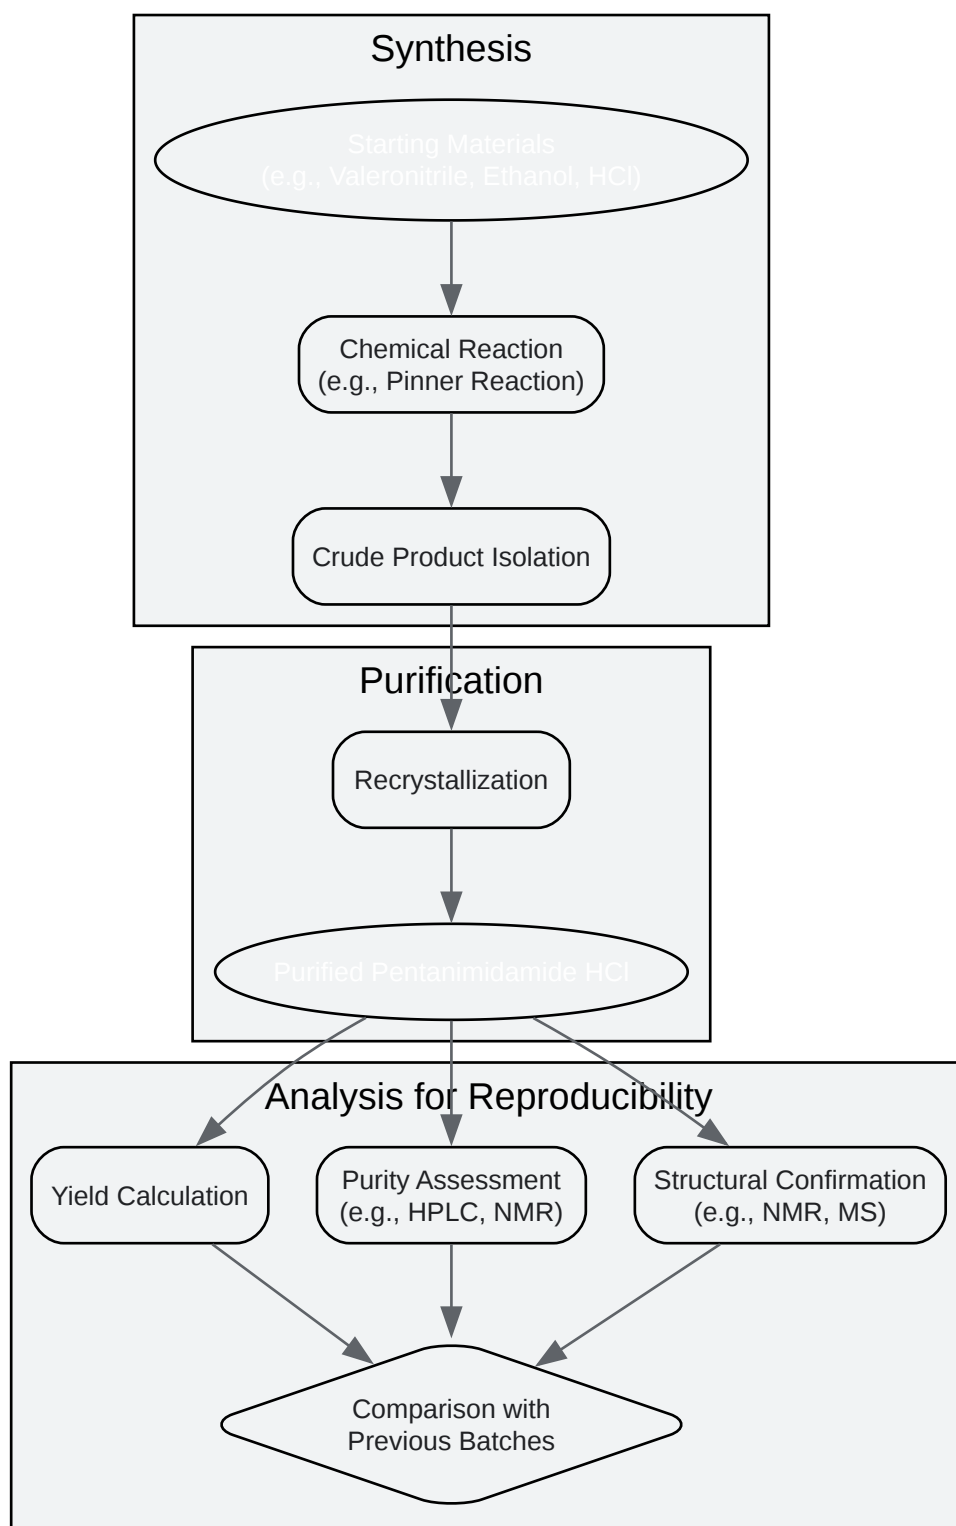 Synthesis
Starting Materials
(e.g., Valeronitrile, Ethanol, HCl)
Chemical Reaction
(e.g., Pinner Reaction)
Crude Product Isolation
Purification
Recrystallization
Purified Pentanimidamide HCl
Analysis for Reproducibility
Yield Calculation
Purity Assessment
(e.g., HPLC, NMR)
Structural Confirmation
(e.g., NMR, MS)
Comparison with
Previous Batches